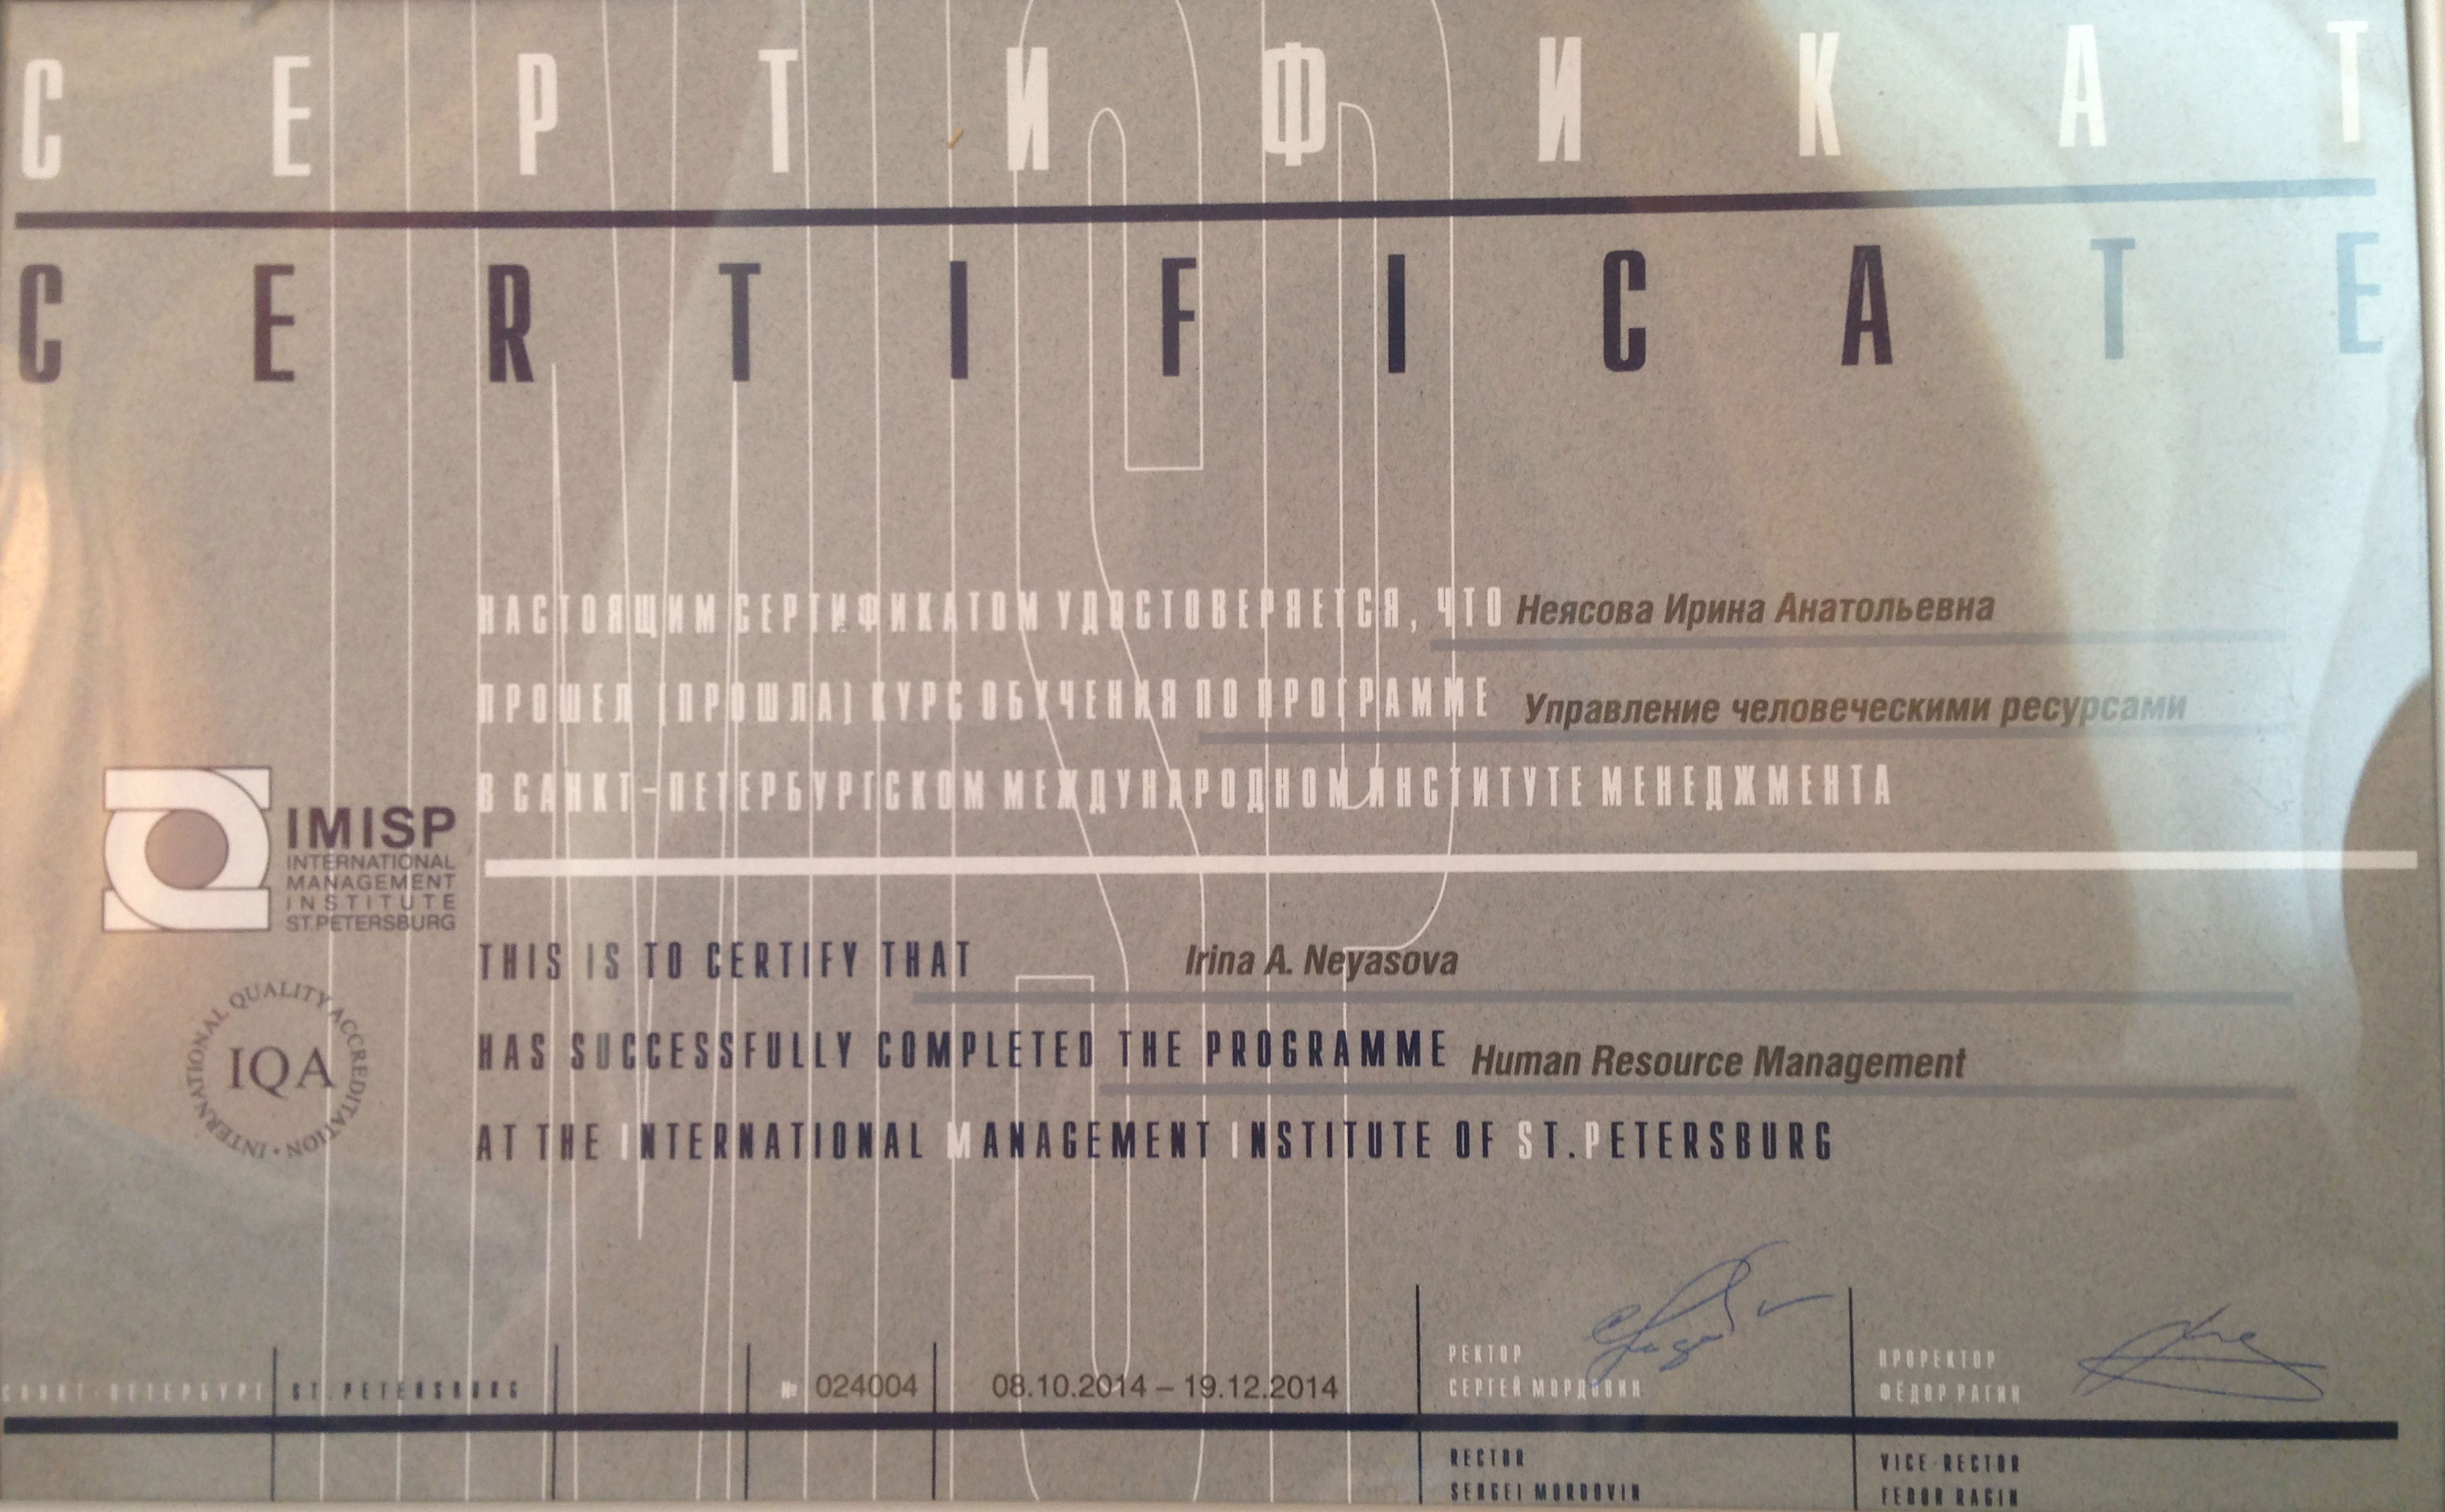 СЕРТИФИКАТ
CERTIFICATE
НАСТОЯЩИМ СЕРТИФИКАТОМ УДОСТОВЕРЯЕТСЯ, ЧТО Неясова Ирина Анатольевна
ПРОШЕЛ (ПРОШЛА) КУРС ОБУЧЕНИЯ ПО ПРОГРАММЕ Управление человеческими ресурсами
В САНКТ-ПЕТЕРБУРГСКОМ МЕЖДУНАРОДНОМ ИНСТИТУТЕ МЕНЕДЖМЕНТА
IMISP
INTERNATIONAL
MANAGEMENT
INSTITUTE
ST.PETERSBURG
THIS IS TO CERTIFY THAT Irina A. Neyasova
HAS SUCCESSFULLY COMPLETED THE PROGRAMME Human Resource Management
AT THE INTERNATIONAL MANAGEMENT INSTITUTE OF ST.PETERSBURG
INTERNATIONAL QUALITY ACCREDITATION
IQA
САНКТ-ПЕТЕРБУРГ ST.PETERSBURG № 024004 08.10.2014 – 19.12.2014
РЕКТОР
СЕРГЕЙ МОРДОВИН
ПРОРЕКТОР
ФЁДОР РАГИН
RECTOR
SERGEI MORDOVIN
VICE-RECTOR
FEDOR RAGIN